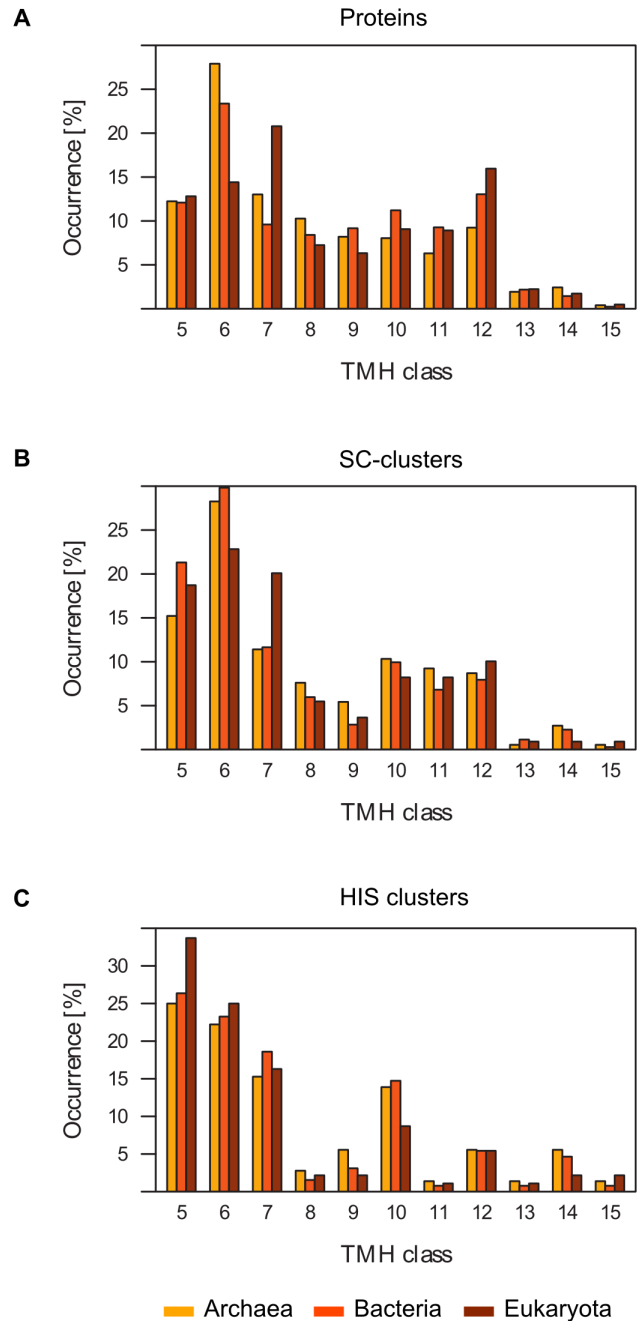 A
Proteins
Occurrence [%]
25
20
15
10
5
5 6 7 8 9 10 11 12 13 14 15
TMH class
B
SC-clusters
Occurrence [%]
25
20
15
10
5
5 6 7 8 9 10 11 12 13 14 15
TMH class
C
HIS clusters
Occurrence [%]
30
25
20
15
10
5
5 6 7 8 9 10 11 12 13 14 15
TMH class
Archaea Bacteria Eukaryota